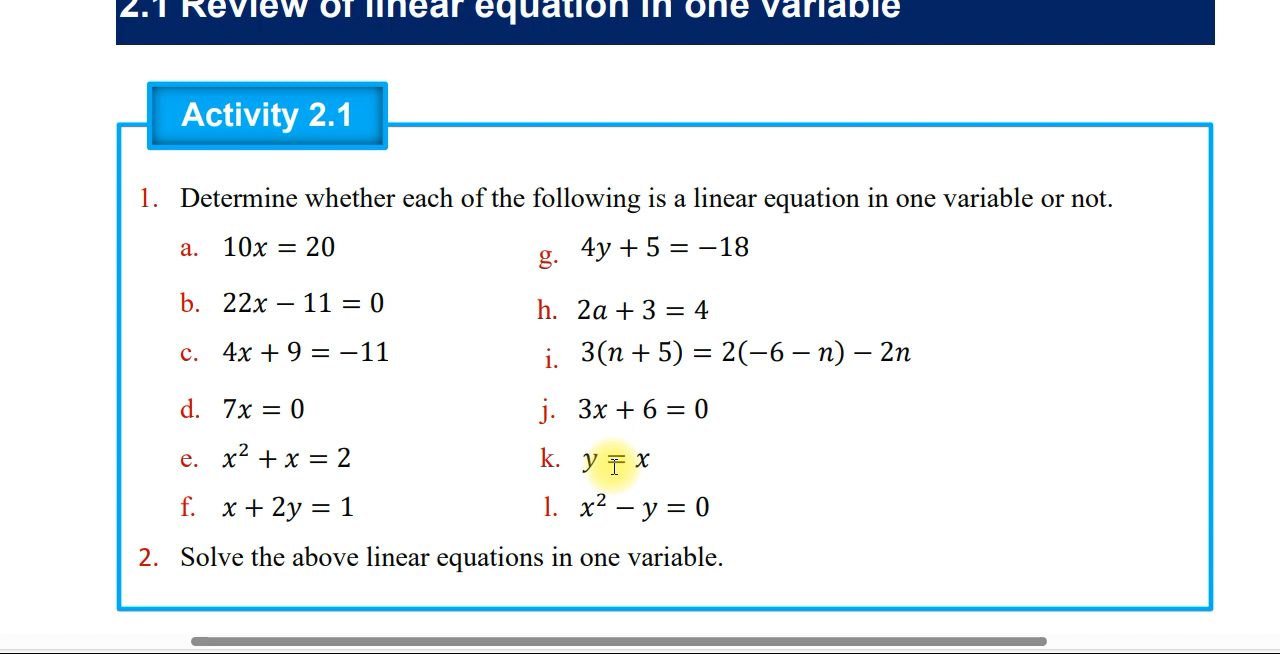 2.1 Review of linear equation in one variable
Activity 2.1
1. Determine whether each of the following is a linear equation in one variable or not.
a. 10x = 20
g. 4y + 5 = −18
b. 22x − 11 = 0
h. 2a + 3 = 4
c. 4x + 9 = −11
i. 3(n + 5) = 2(−6 − n) − 2n
d. 7x = 0
j. 3x + 6 = 0
e. x² + x = 2
k. y = x
f. x + 2y = 1
l. x² − y = 0
2. Solve the above linear equations in one variable.